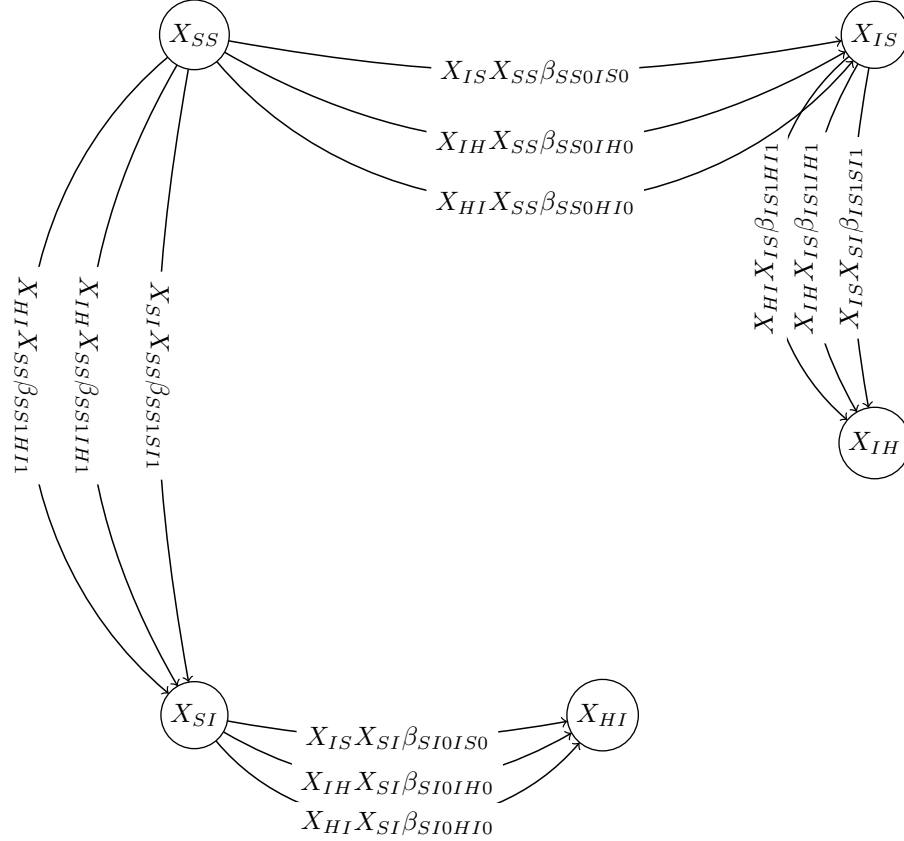 X_{SS}
X_{IS}
X_{IS}X_{SS}β_{SS0IS0}
X_{IH}X_{SS}β_{SS0IH0}
X_{HI}X_{SS}β_{SS0HI0}
X_{HI}X_{IS}β_{IS1HI1}
X_{IH}X_{IS}β_{IS1IH1}
X_{IS}X_{SI}β_{IS1SI1}
X_{HI}X_{SS}β_{SS1HI1}
X_{IH}X_{SS}β_{SS1IH1}
X_{SI}X_{SS}β_{SS1SI1}
X_{IH}
X_{SI}
X_{HI}
X_{IS}X_{SI}β_{SI0IS0}
X_{IH}X_{SI}β_{SI0IH0}
X_{HI}X_{SI}β_{SI0HI0}